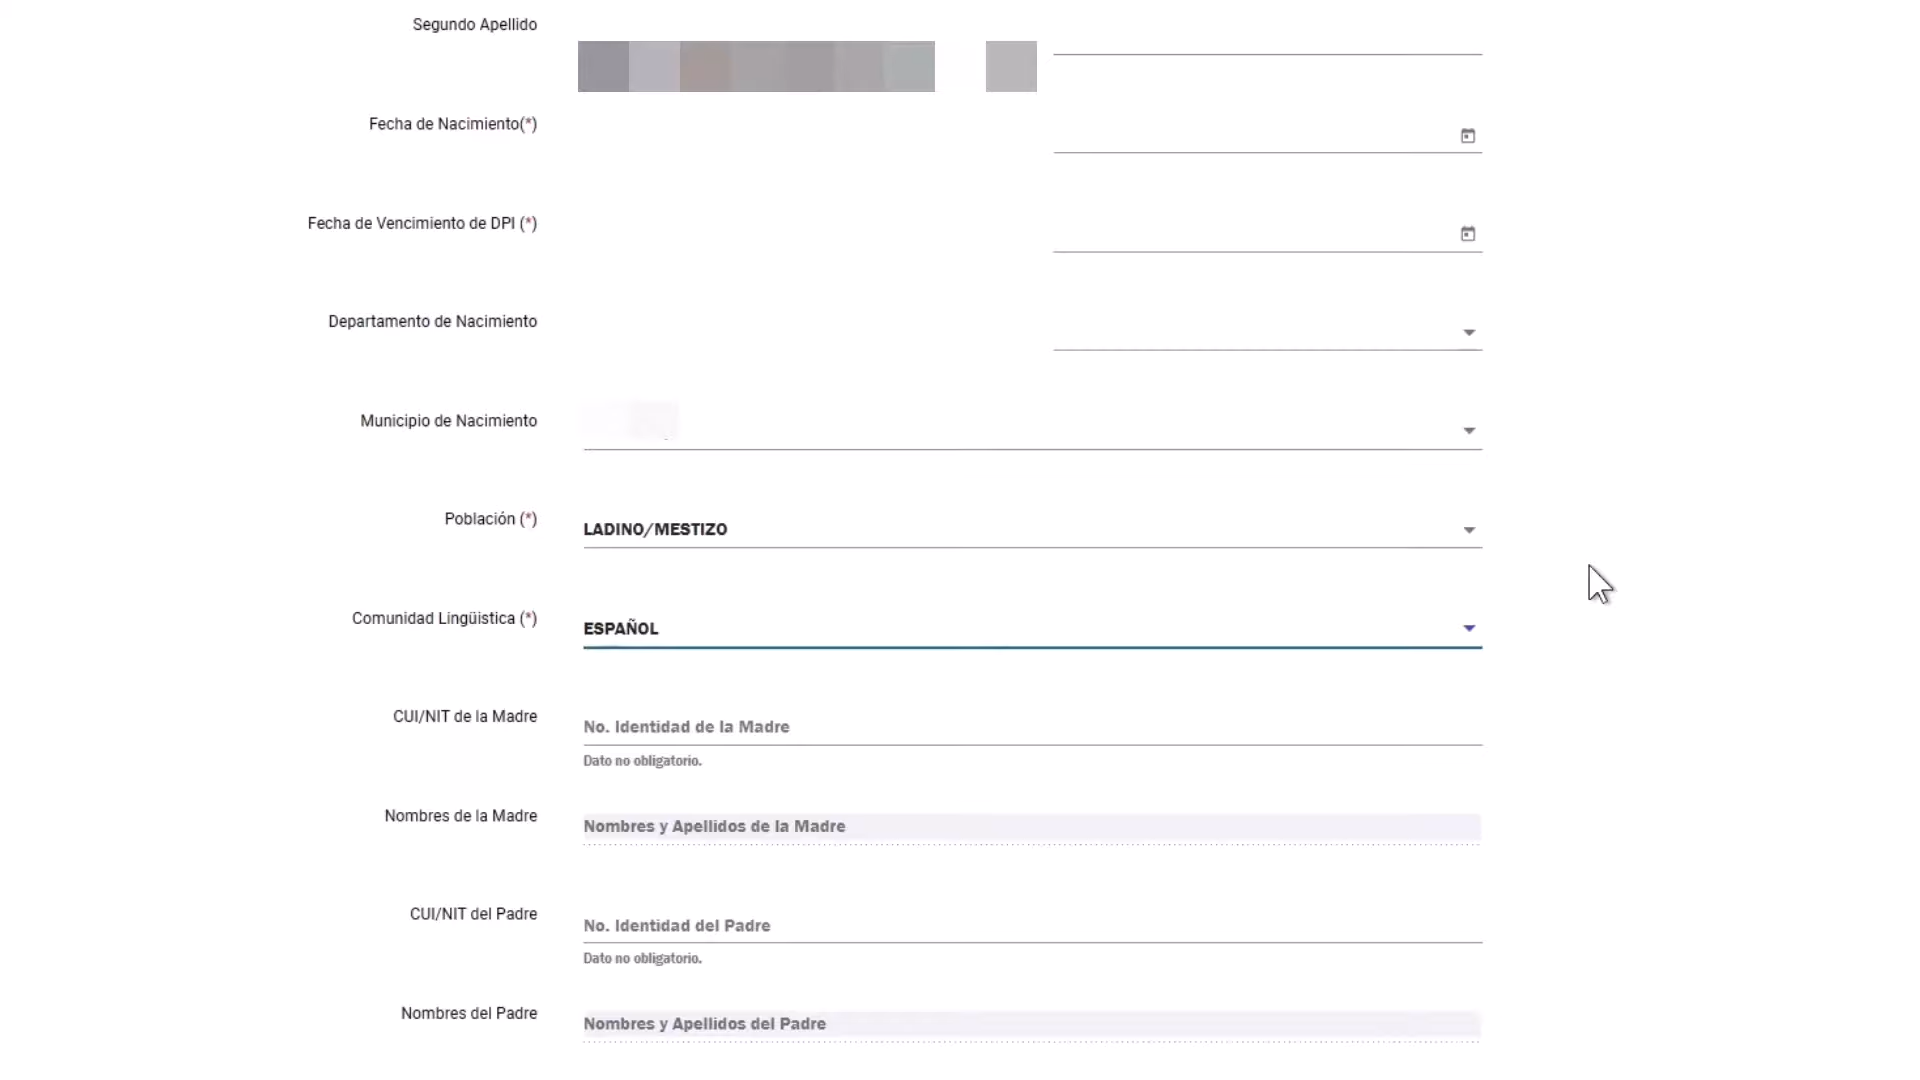 Segundo Apellido
Fecha de Nacimiento(*)
Fecha de Vencimiento de DPI (*)
Departamento de Nacimiento
Municipio de Nacimiento
Población (*)
LADINO/MESTIZO
Comunidad Lingüistica (*)
ESPAÑOL
CUI/NIT de la Madre
No. Identidad de la Madre
Dato no obligatorio.
Nombres de la Madre
Nombres y Apellidos de la Madre
CUI/NIT del Padre
No. Identidad del Padre
Dato no obligatorio.
Nombres del Padre
Nombres y Apellidos del Padre